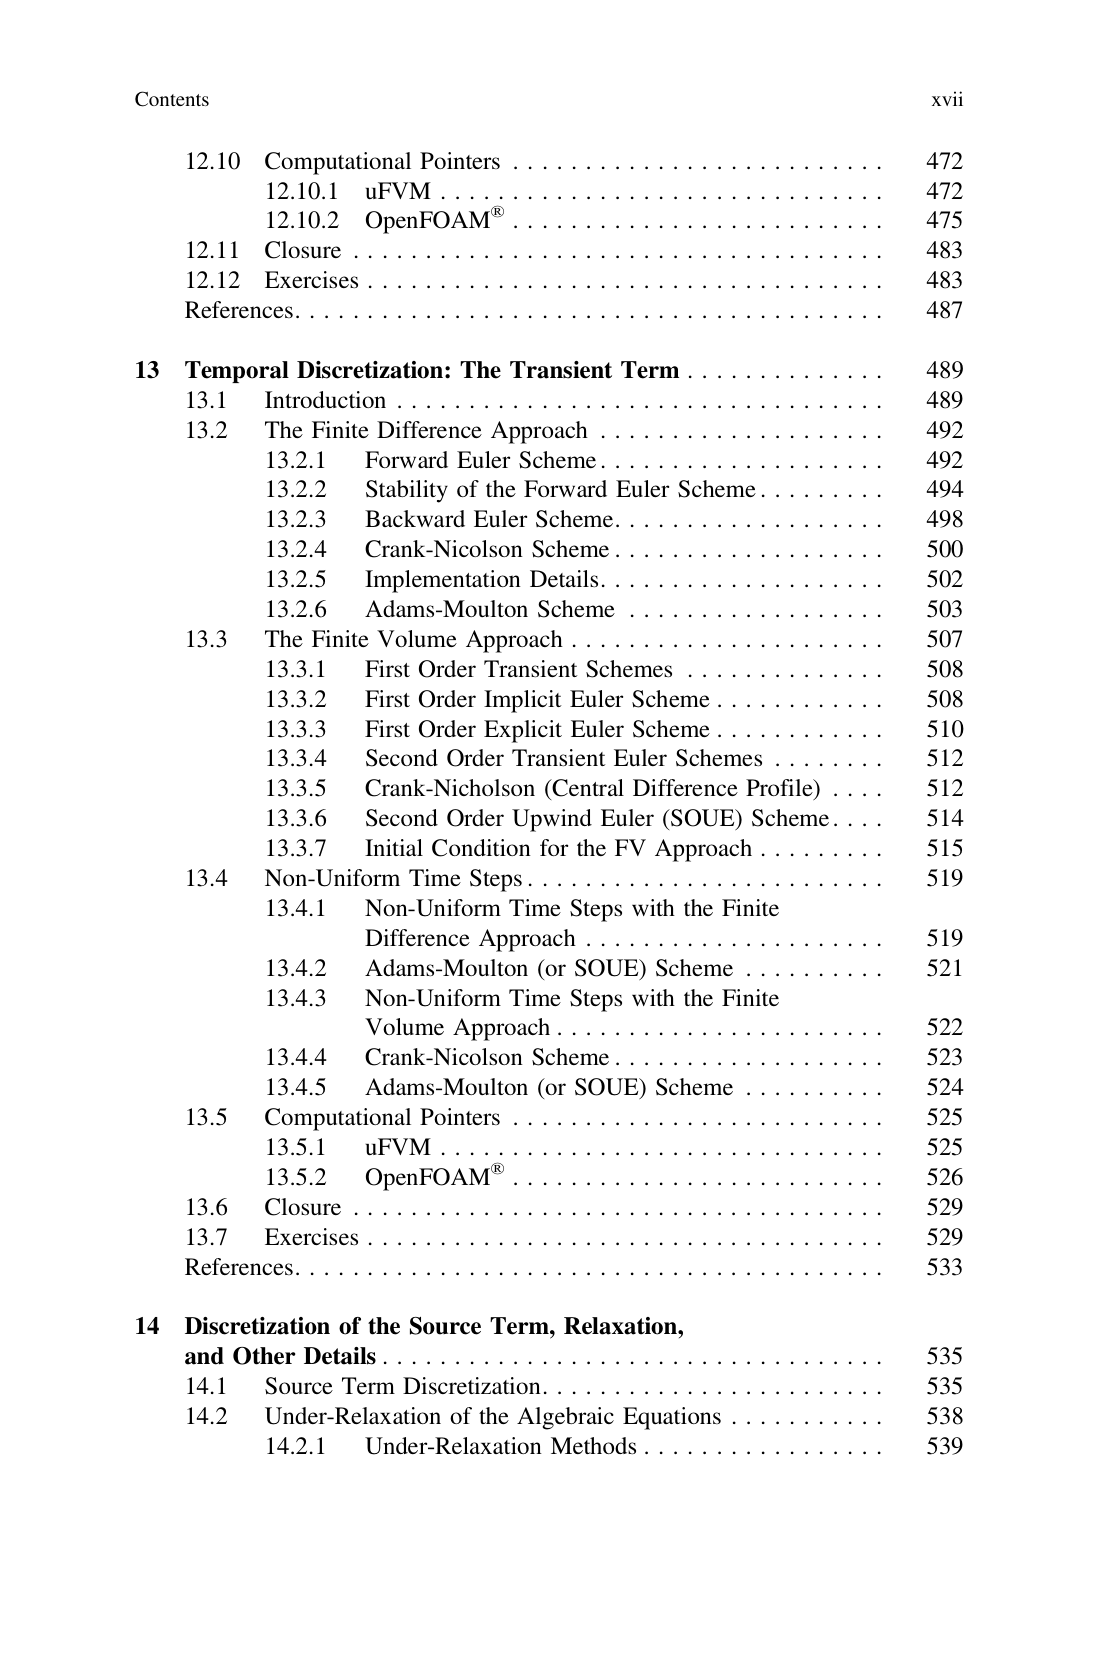 Contents xvii
12.10 Computational Pointers . . . . . . . . . . . . . . . . . . . . . . . . . . 472
12.10.1 uFVM . . . . . . . . . . . . . . . . . . . . . . . . . . . . . . . 472
12.10.2 OpenFOAM® . . . . . . . . . . . . . . . . . . . . . . . . . . 475
12.11 Closure . . . . . . . . . . . . . . . . . . . . . . . . . . . . . . . . . . . . . 483
12.12 Exercises . . . . . . . . . . . . . . . . . . . . . . . . . . . . . . . . . . . . 483
References. . . . . . . . . . . . . . . . . . . . . . . . . . . . . . . . . . . . . . . . . 487
13 Temporal Discretization: The Transient Term . . . . . . . . . . . . . . 489
13.1 Introduction . . . . . . . . . . . . . . . . . . . . . . . . . . . . . . . . . . 489
13.2 The Finite Difference Approach . . . . . . . . . . . . . . . . . . . . 492
13.2.1 Forward Euler Scheme. . . . . . . . . . . . . . . . . . . . 492
13.2.2 Stability of the Forward Euler Scheme . . . . . . . . . 494
13.2.3 Backward Euler Scheme. . . . . . . . . . . . . . . . . . . 498
13.2.4 Crank-Nicolson Scheme . . . . . . . . . . . . . . . . . . . 500
13.2.5 Implementation Details. . . . . . . . . . . . . . . . . . . . 502
13.2.6 Adams-Moulton Scheme . . . . . . . . . . . . . . . . . . 503
13.3 The Finite Volume Approach . . . . . . . . . . . . . . . . . . . . . . 507
13.3.1 First Order Transient Schemes . . . . . . . . . . . . . . 508
13.3.2 First Order Implicit Euler Scheme . . . . . . . . . . . . 508
13.3.3 First Order Explicit Euler Scheme . . . . . . . . . . . . 510
13.3.4 Second Order Transient Euler Schemes . . . . . . . . 512
13.3.5 Crank-Nicholson (Central Difference Profile) . . . . 512
13.3.6 Second Order Upwind Euler (SOUE) Scheme. . . . 514
13.3.7 Initial Condition for the FV Approach . . . . . . . . . 515
13.4 Non-Uniform Time Steps . . . . . . . . . . . . . . . . . . . . . . . . . 519
13.4.1 Non-Uniform Time Steps with the Finite
Difference Approach . . . . . . . . . . . . . . . . . . . . . 519
13.4.2 Adams-Moulton (or SOUE) Scheme . . . . . . . . . . 521
13.4.3 Non-Uniform Time Steps with the Finite
Volume Approach . . . . . . . . . . . . . . . . . . . . . . . 522
13.4.4 Crank-Nicolson Scheme . . . . . . . . . . . . . . . . . . . 523
13.4.5 Adams-Moulton (or SOUE) Scheme . . . . . . . . . . 524
13.5 Computational Pointers . . . . . . . . . . . . . . . . . . . . . . . . . . 525
13.5.1 uFVM . . . . . . . . . . . . . . . . . . . . . . . . . . . . . . . 525
13.5.2 OpenFOAM® . . . . . . . . . . . . . . . . . . . . . . . . . . 526
13.6 Closure . . . . . . . . . . . . . . . . . . . . . . . . . . . . . . . . . . . . . 529
13.7 Exercises . . . . . . . . . . . . . . . . . . . . . . . . . . . . . . . . . . . . 529
References. . . . . . . . . . . . . . . . . . . . . . . . . . . . . . . . . . . . . . . . . 533
14 Discretization of the Source Term, Relaxation,
and Other Details . . . . . . . . . . . . . . . . . . . . . . . . . . . . . . . . . . . 535
14.1 Source Term Discretization. . . . . . . . . . . . . . . . . . . . . . . . 535
14.2 Under-Relaxation of the Algebraic Equations . . . . . . . . . . . 538
14.2.1 Under-Relaxation Methods . . . . . . . . . . . . . . . . . 539